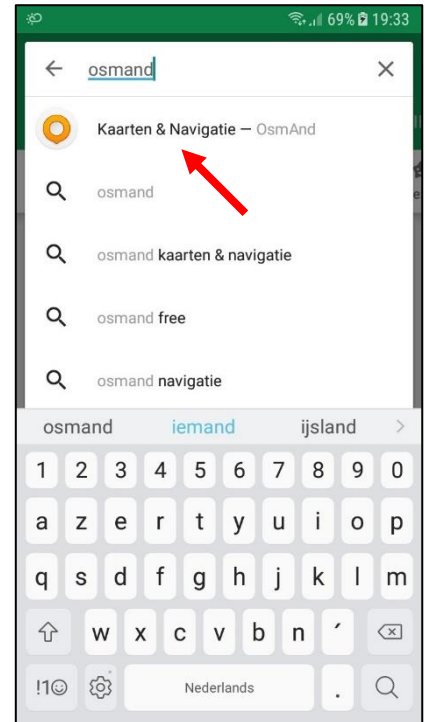 69% 19:33
osmand
Kaarten & Navigatie — OsmAnd
osmand
osmand kaarten & navigatie
osmand free
osmand navigatie
osmand iemand ijsland
1 2 3 4 5 6 7 8 9 0
a z e r t y u i o p
q s d f g h j k l m
w x c v b n ´
!1☺ Nederlands .